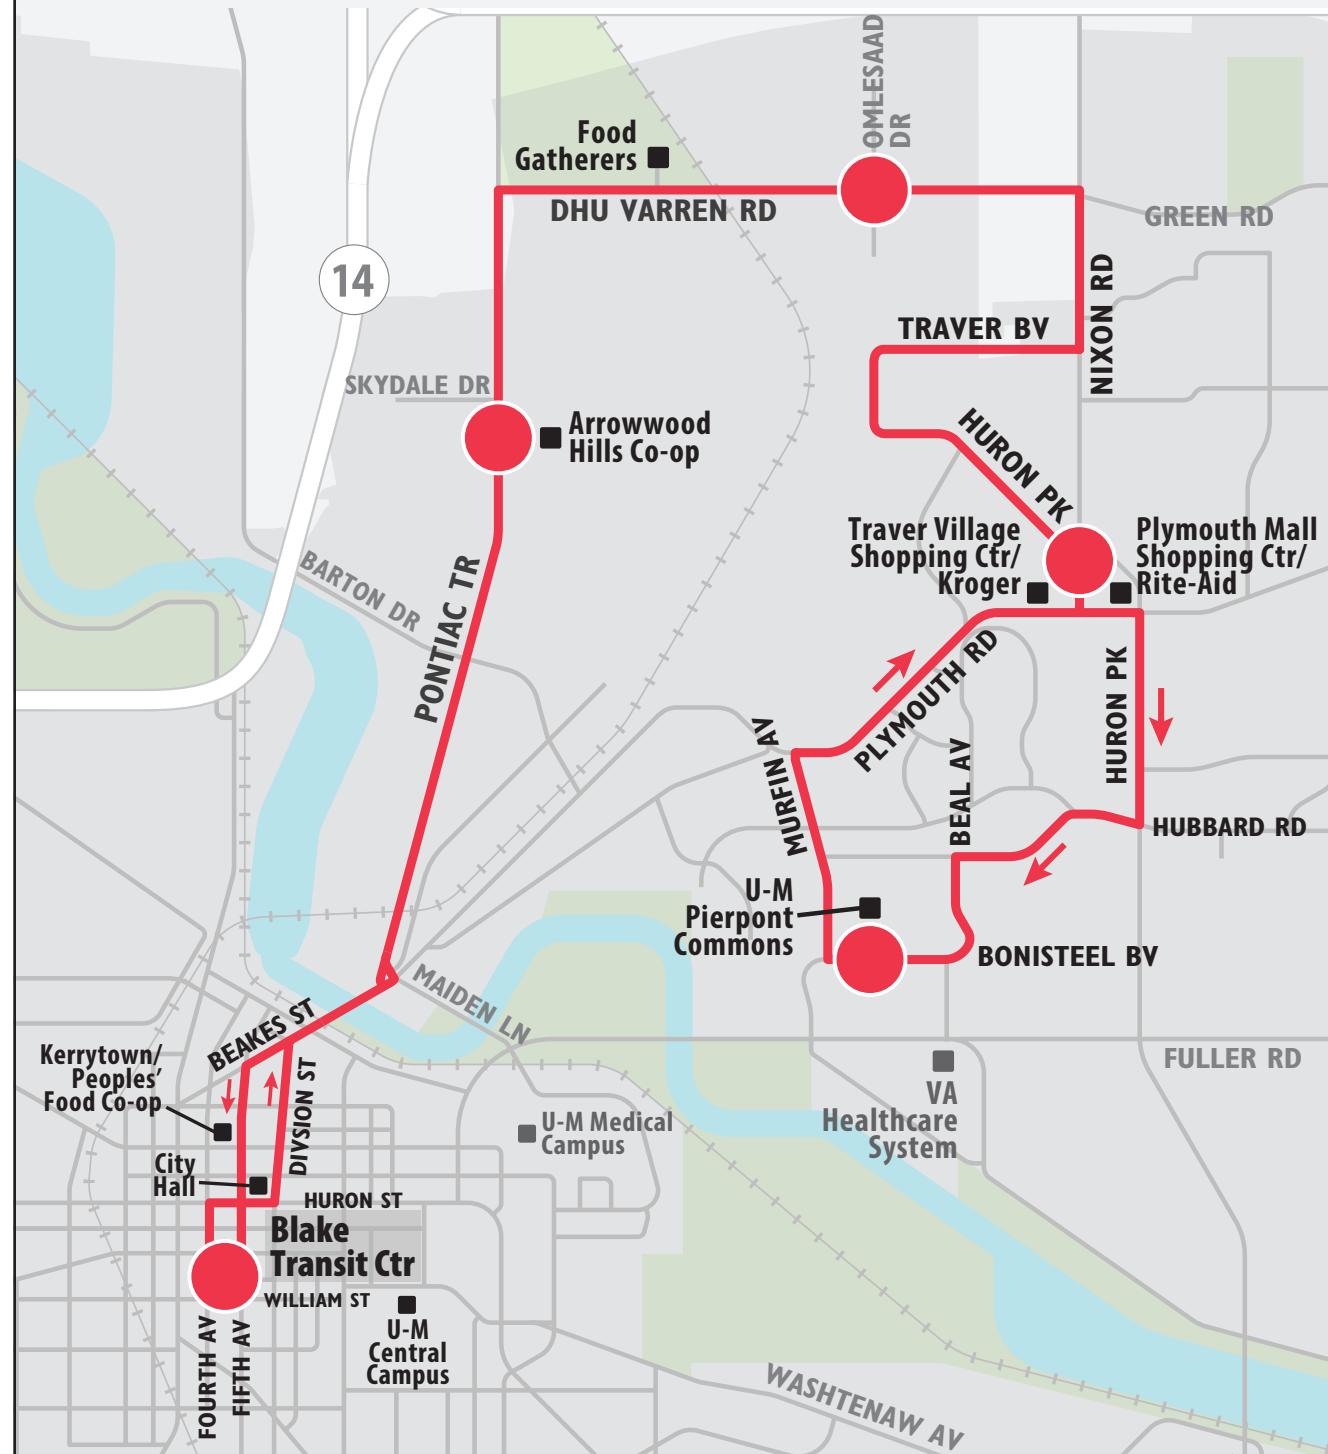 OMLESAAD
DR
Food
Gatherers
DHU VARREN RD
GREEN RD
14
NIXON RD
TRAVER BV
SKYDALE DR
Arrowwood
Hills Co-op
HURON PK
Traver Village
Shopping Ctr/
Kroger
Plymouth Mall
Shopping Ctr/
Rite-Aid
BARTON DR
PONTIAC TR
PLYMOUTH RD
HURON PK
MURFIN AV
BEAL AV
HUBBARD RD
U-M
Pierpont
Commons
BONISTEEL BV
MAIDEN LN
BEAKES ST
Kerrytown/
Peoples'
Food Co-op
DIVSION ST
FULLER RD
VA
Healthcare
System
U-M Medical
Campus
City
Hall
HURON ST
Blake
Transit Ctr
WILLIAM ST
U-M
Central
Campus
FOURTH AV
FIFTH AV
WASHTENAW AV